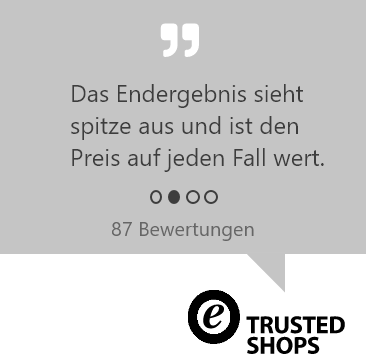 ”
Das Endergebnis sieht
spitze aus und ist den
Preis auf jeden Fall wert.
87 Bewertungen
e TRUSTED
SHOPS